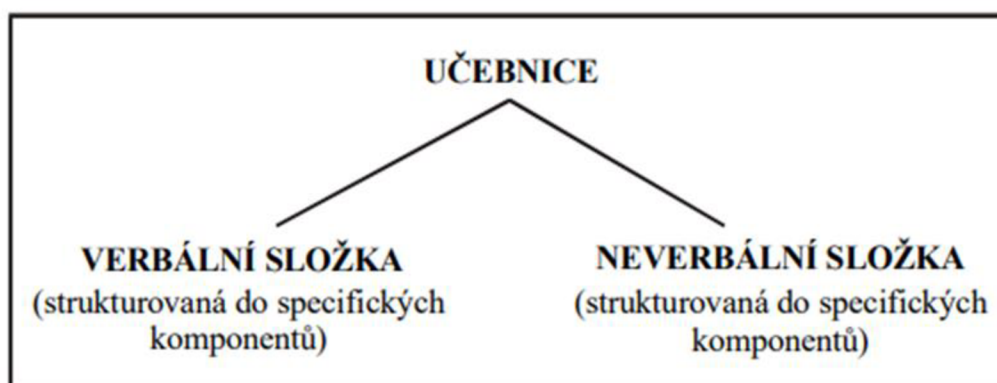 UČEBNICE
VERBÁLNÍ SLOŽKA
(strukturovaná do specifických
komponentů)
NEVERBÁLNÍ SLOŽKA
(strukturovaná do specifických
komponentů)